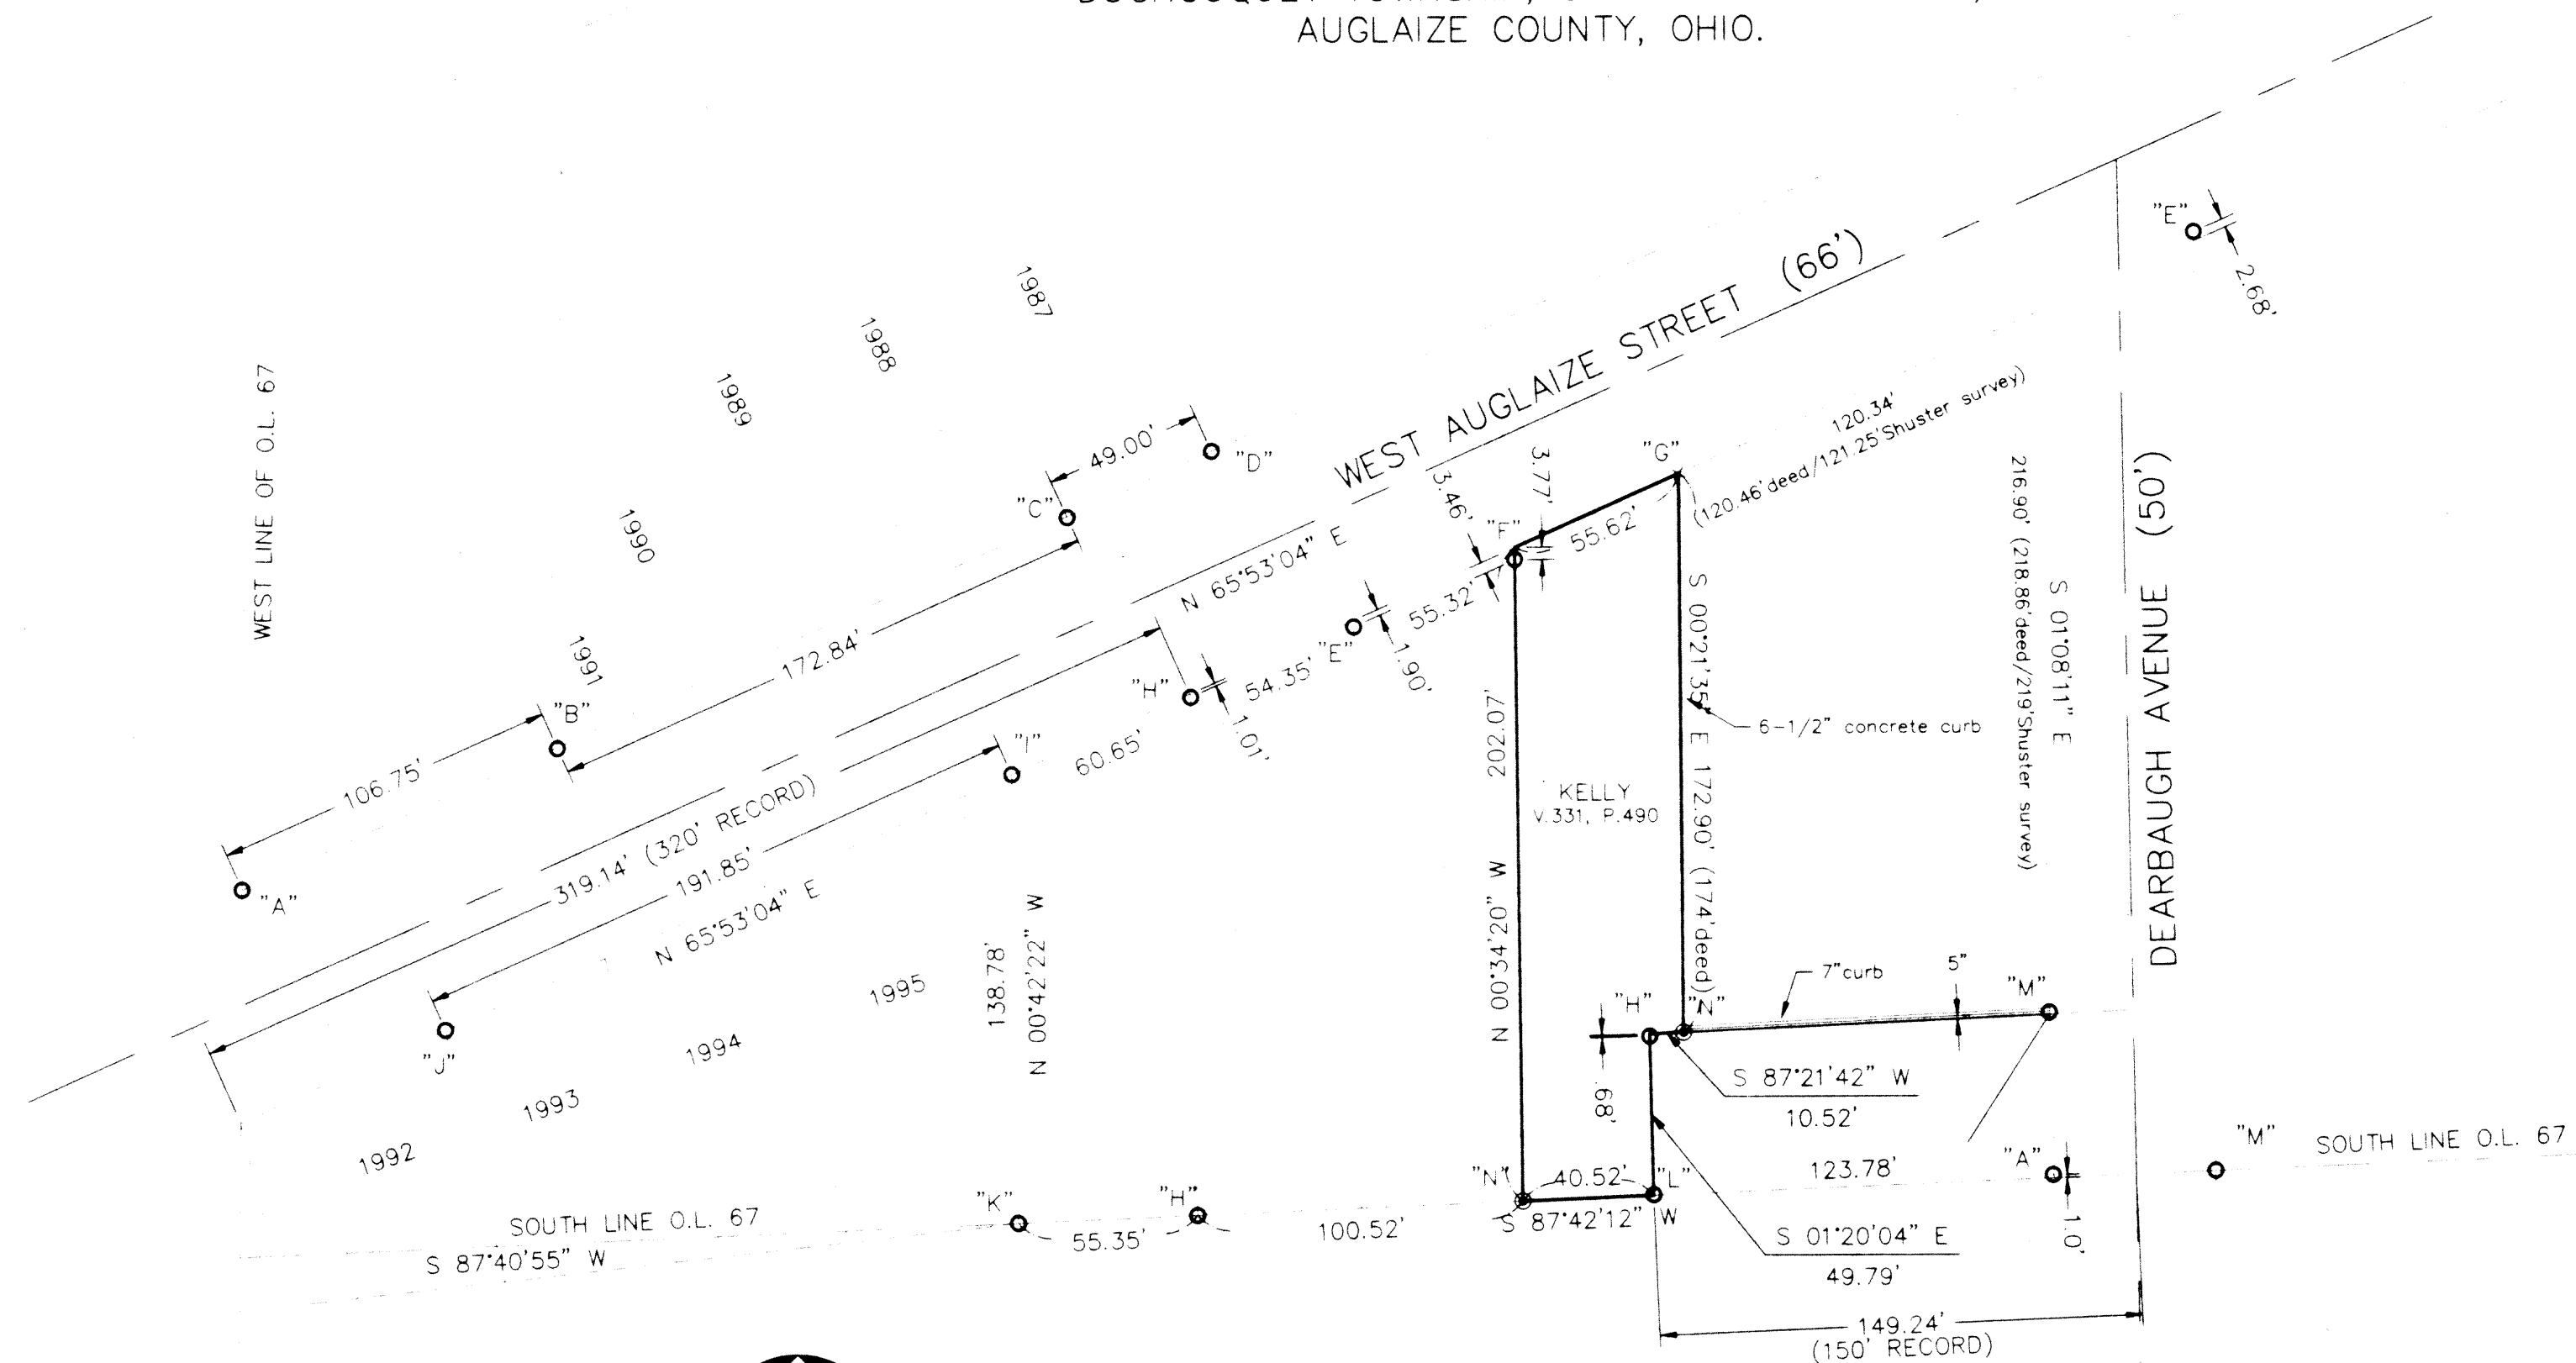 AUGLAIZE COUNTY, OHIO.
"E"
2.68'
1987
1988
1989
1990
1991
WEST LINE OF O.L. 67
WEST AUGLAIZE STREET (66')
49.00'
"D"
"C"
172.84'
106.75'
"B"
"A"
N 65°53'04" E
319.14' (320' RECORD)
191.85'
N 65°53'04" E
"J"
"I"
60.65'
"H"
1.01'
54.35'
"E"
1.90'
55.32'
3.46'
3.77'
"F"
55.62'
"G"
120.34'
(120.46'deed/121.25'Shuster survey)
216.90' (218.86'deed/219'Shuster survey)
S 01°08'11" E
DEARBAUGH AVENUE (50')
S 00°21'35" E 172.90' (174'deed)
6-1/2" concrete curb
202.07'
N 00°34'20" W
KELLY
V.331, P.490
1992
1993
1994
1995
138.78'
N 00°42'22" W
"H"
"Z"
7"curb
5"
"M"
.68'
S 87°21'42" W
10.52'
"N"
40.52'
"L"
123.78'
"A"
1.0'
"M"
SOUTH LINE O.L. 67
SOUTH LINE O.L. 67
S 87°40'55" W
"K"
55.35'
"H"
100.52'
S 87°42'12" W
S 01°20'04" E
49.79'
149.24'
(150' RECORD)